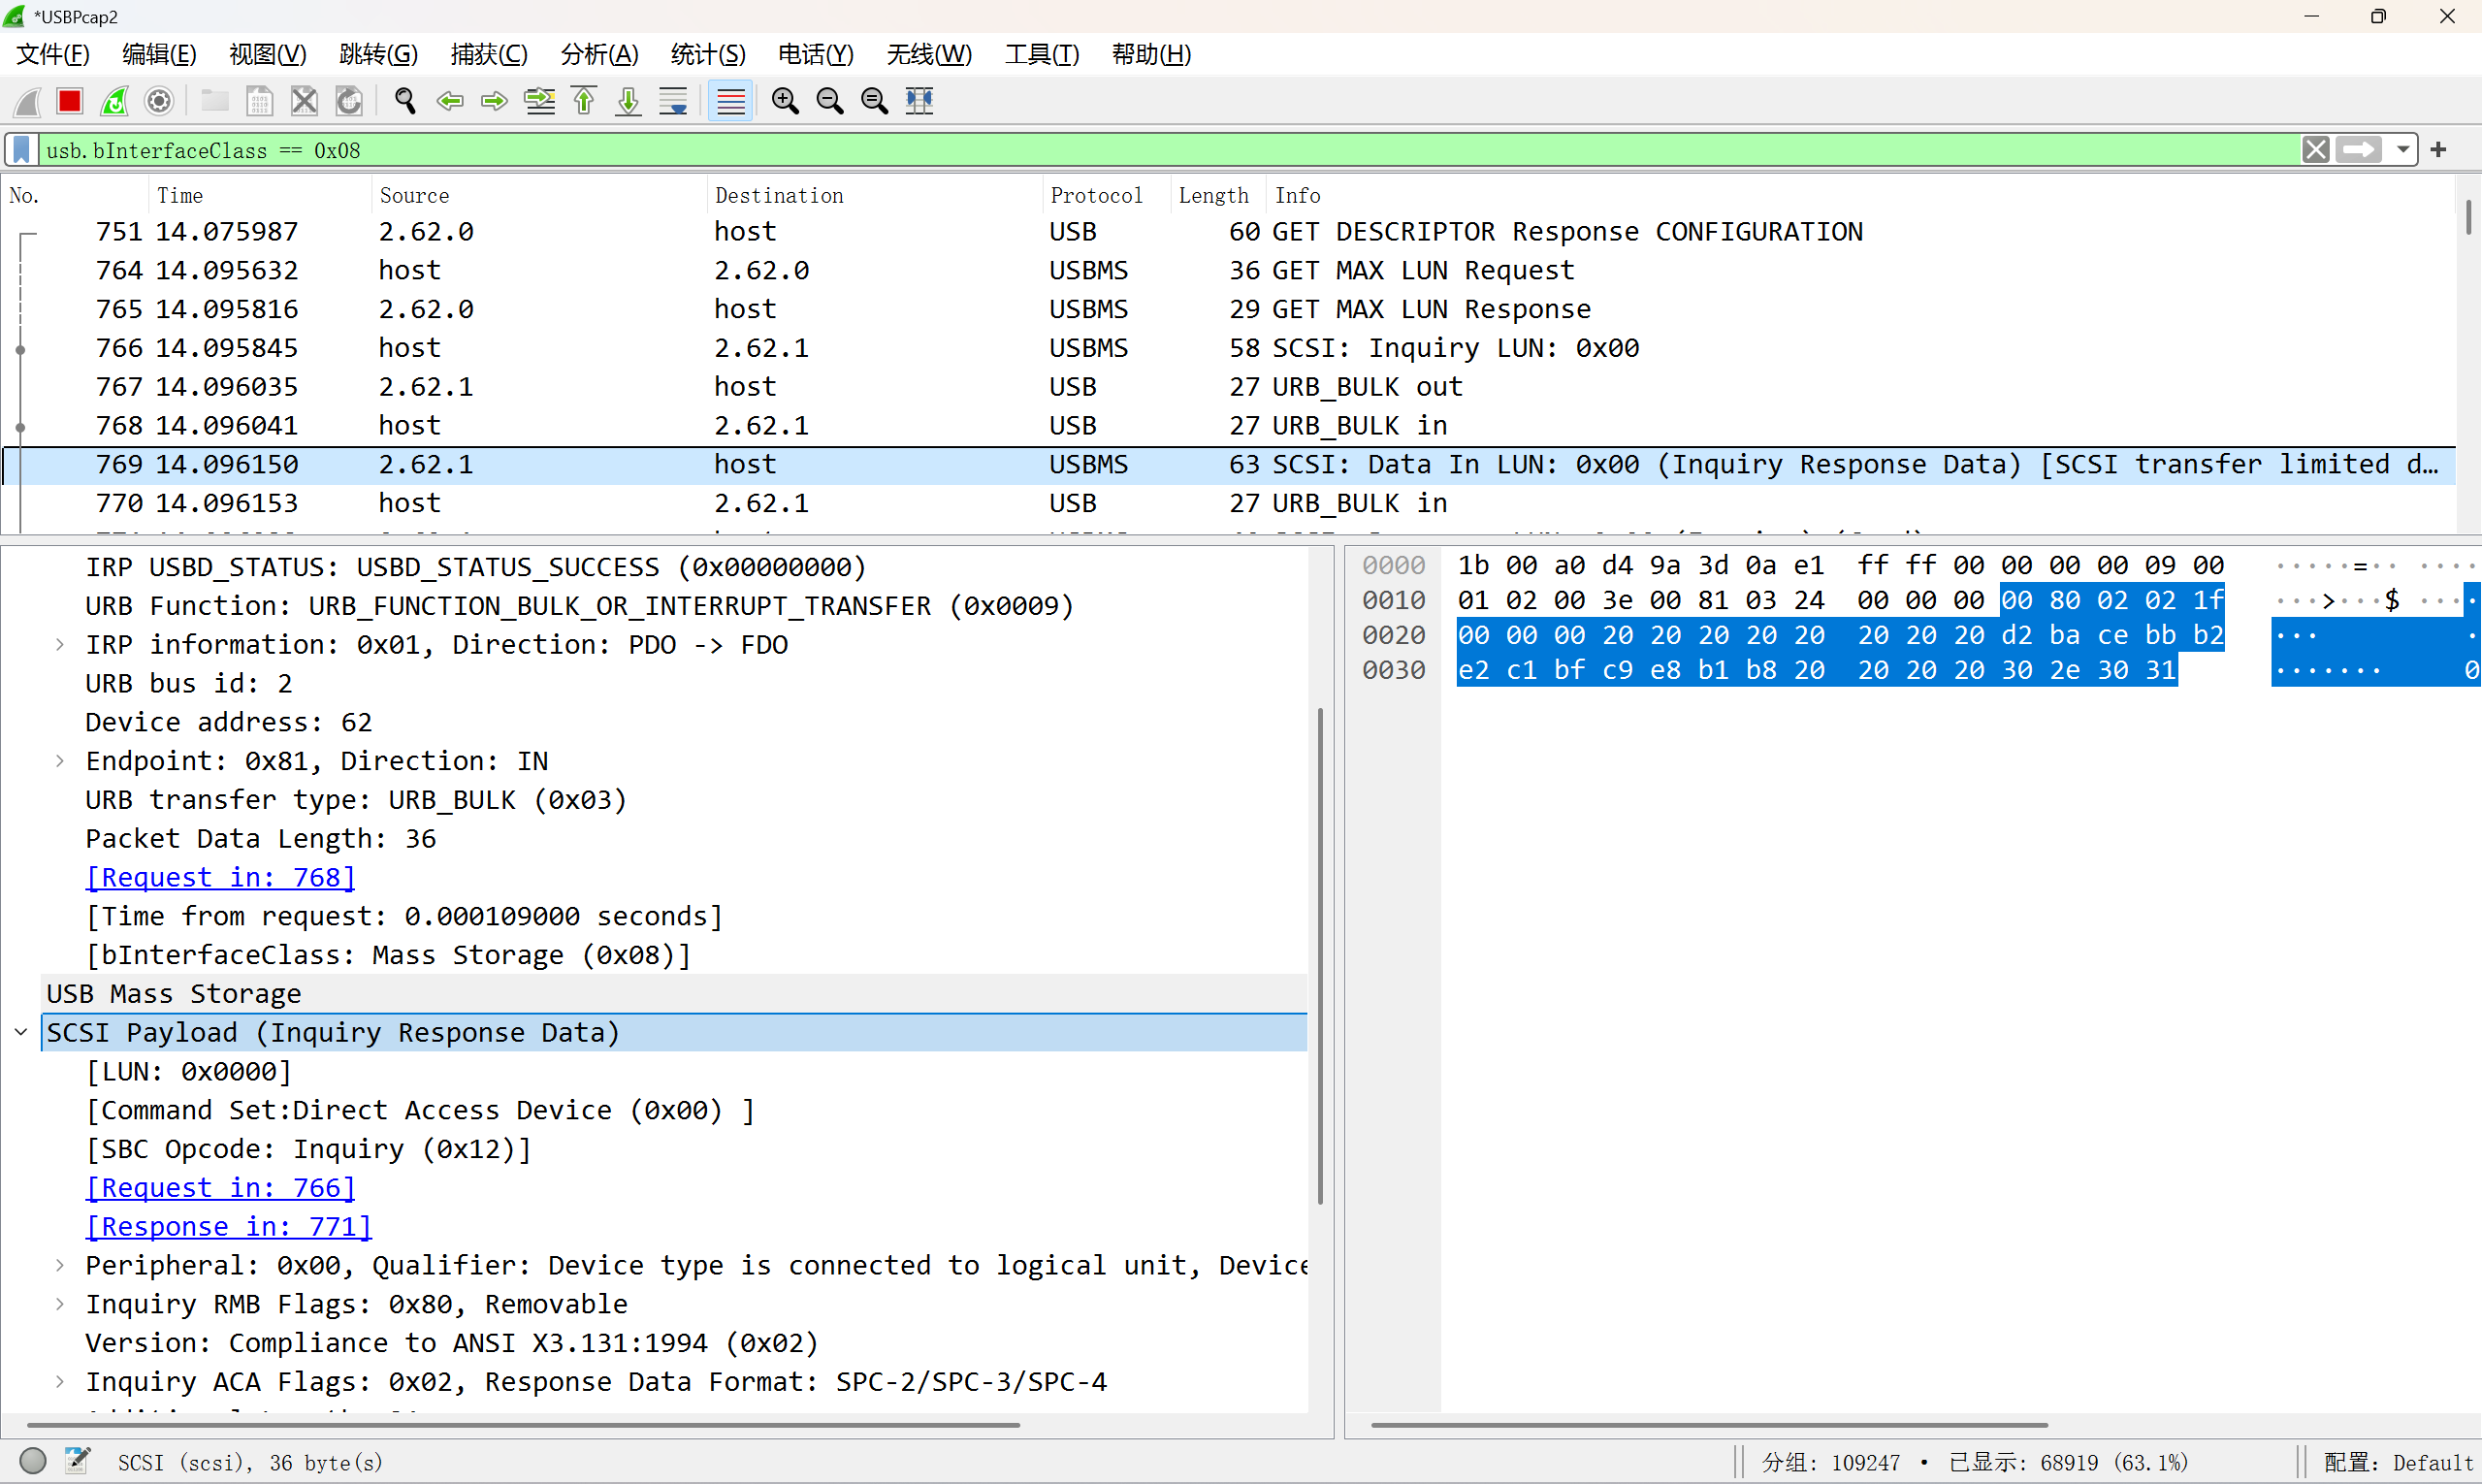 *USBPcap2
文件(F) 编辑(E) 视图(V) 跳转(G) 捕获(C) 分析(A) 统计(S) 电话(Y) 无线(W) 工具(T) 帮助(H)
usb.bInterfaceClass == 0x08
No. Time Source Destination Protocol Length Info
751 14.075987 2.62.0 host USB 60 GET DESCRIPTOR Response CONFIGURATION
764 14.095632 host 2.62.0 USBMS 36 GET MAX LUN Request
765 14.095816 2.62.0 host USBMS 29 GET MAX LUN Response
766 14.095845 host 2.62.1 USBMS 58 SCSI: Inquiry LUN: 0x00
767 14.096035 2.62.1 host USB 27 URB_BULK out
768 14.096041 host 2.62.1 USB 27 URB_BULK in
769 14.096150 2.62.1 host USBMS 63 SCSI: Data In LUN: 0x00 (Inquiry Response Data) [SCSI transfer limited d…
770 14.096153 host 2.62.1 USB 27 URB_BULK in
IRP USBD_STATUS: USBD_STATUS_SUCCESS (0x00000000)
URB Function: URB_FUNCTION_BULK_OR_INTERRUPT_TRANSFER (0x0009)
IRP information: 0x01, Direction: PDO -> FDO
URB bus id: 2
Device address: 62
Endpoint: 0x81, Direction: IN
URB transfer type: URB_BULK (0x03)
Packet Data Length: 36
[Request in: 768]
[Time from request: 0.000109000 seconds]
[bInterfaceClass: Mass Storage (0x08)]
USB Mass Storage
SCSI Payload (Inquiry Response Data)
[LUN: 0x0000]
[Command Set:Direct Access Device (0x00) ]
[SBC Opcode: Inquiry (0x12)]
[Request in: 766]
[Response in: 771]
Peripheral: 0x00, Qualifier: Device type is connected to logical unit, Device
Inquiry RMB Flags: 0x80, Removable
Version: Compliance to ANSI X3.131:1994 (0x02)
Inquiry ACA Flags: 0x02, Response Data Format: SPC-2/SPC-3/SPC-4
0000 1b 00 a0 d4 9a 3d 0a e1 ff ff 00 00 00 00 09 00 ·····=·· ····
0010 01 02 00 3e 00 81 03 24 00 00 00 00 80 02 02 1f ···>···$ ····
0020 00 00 00 20 20 20 20 20 20 20 20 d2 ba ce bb b2 ··· ·
0030 e2 c1 bf c9 e8 b1 b8 20 20 20 20 30 2e 30 31 ······· 0
SCSI (scsi), 36 byte(s)
分组: 109247 · 已显示: 68919 (63.1%)
配置: Default